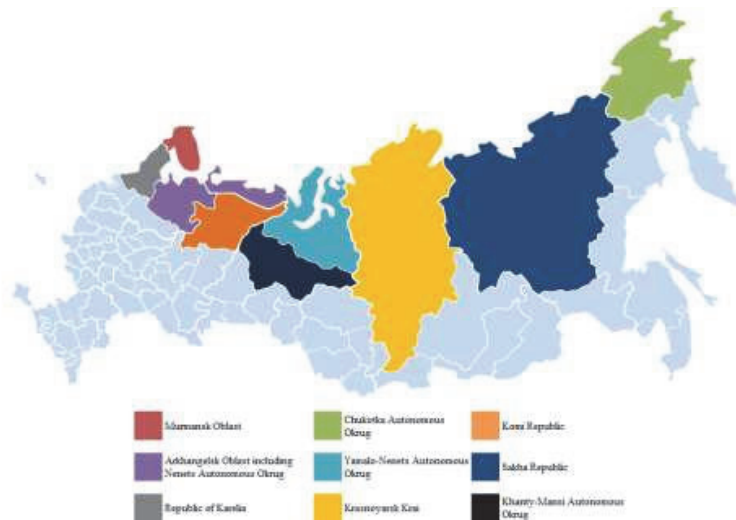 Murmansk Oblast
Chukotka Autonomous
Okrug
Komi Republic
Arkhangelsk Oblast including
Nenets Autonomous Okrug
Yamalo-Nenets Autonomous
Okrug
Sakha Republic
Republic of Karelia
Krasnoyarsk Krai
Khanty-Mansi Autonomous
Okrug